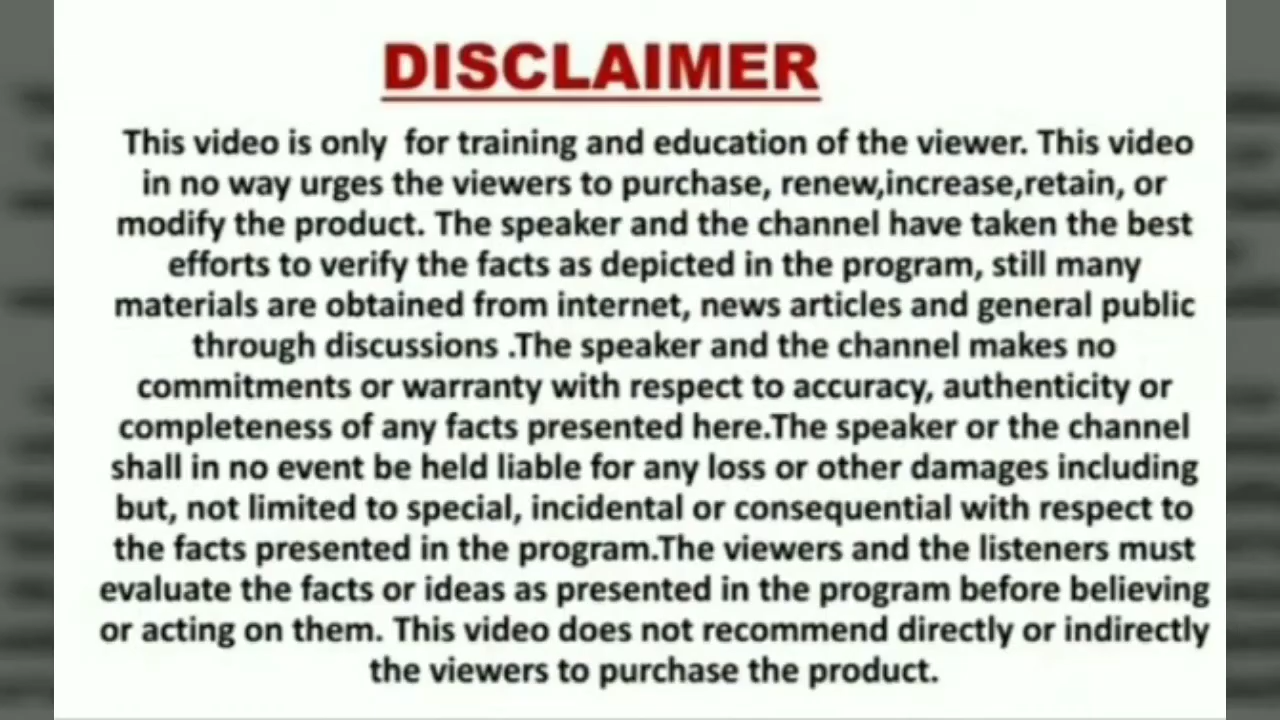 DISCLAIMER
This video is only  for training and education of the viewer. This video
in no way urges the viewers to purchase, renew,increase,retain, or
modify the product. The speaker and the channel have taken the best
efforts to verify the facts as depicted in the program, still many
materials are obtained from internet, news articles and general public
through discussions .The speaker and the channel makes no
commitments or warranty with respect to accuracy, authenticity or
completeness of any facts presented here.The speaker or the channel
shall in no event be held liable for any loss or other damages including
but, not limited to special, incidental or consequential with respect to
the facts presented in the program.The viewers and the listeners must
evaluate the facts or ideas as presented in the program before believing
or acting on them. This video does not recommend directly or indirectly
the viewers to purchase the product.